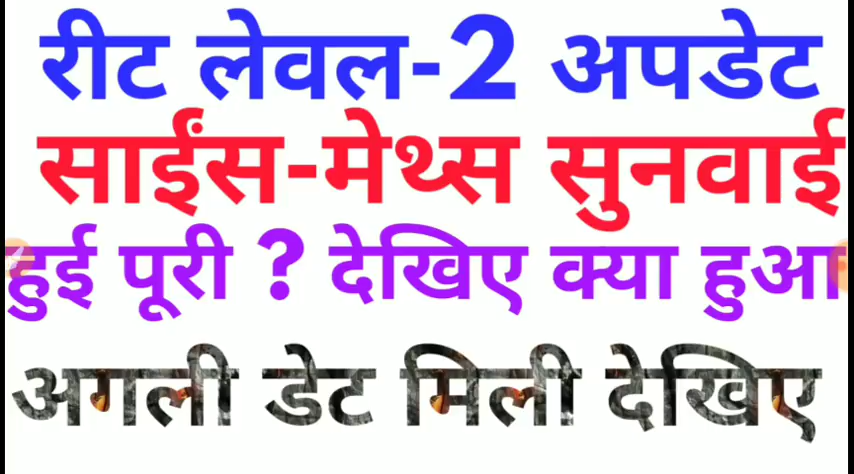 रीट लेवल-2 अपडेट
साईंस-मेथ्स सुनवाई
हुई पूरी ? देखिए क्या हुआ
अगली डेट मिली देखिए